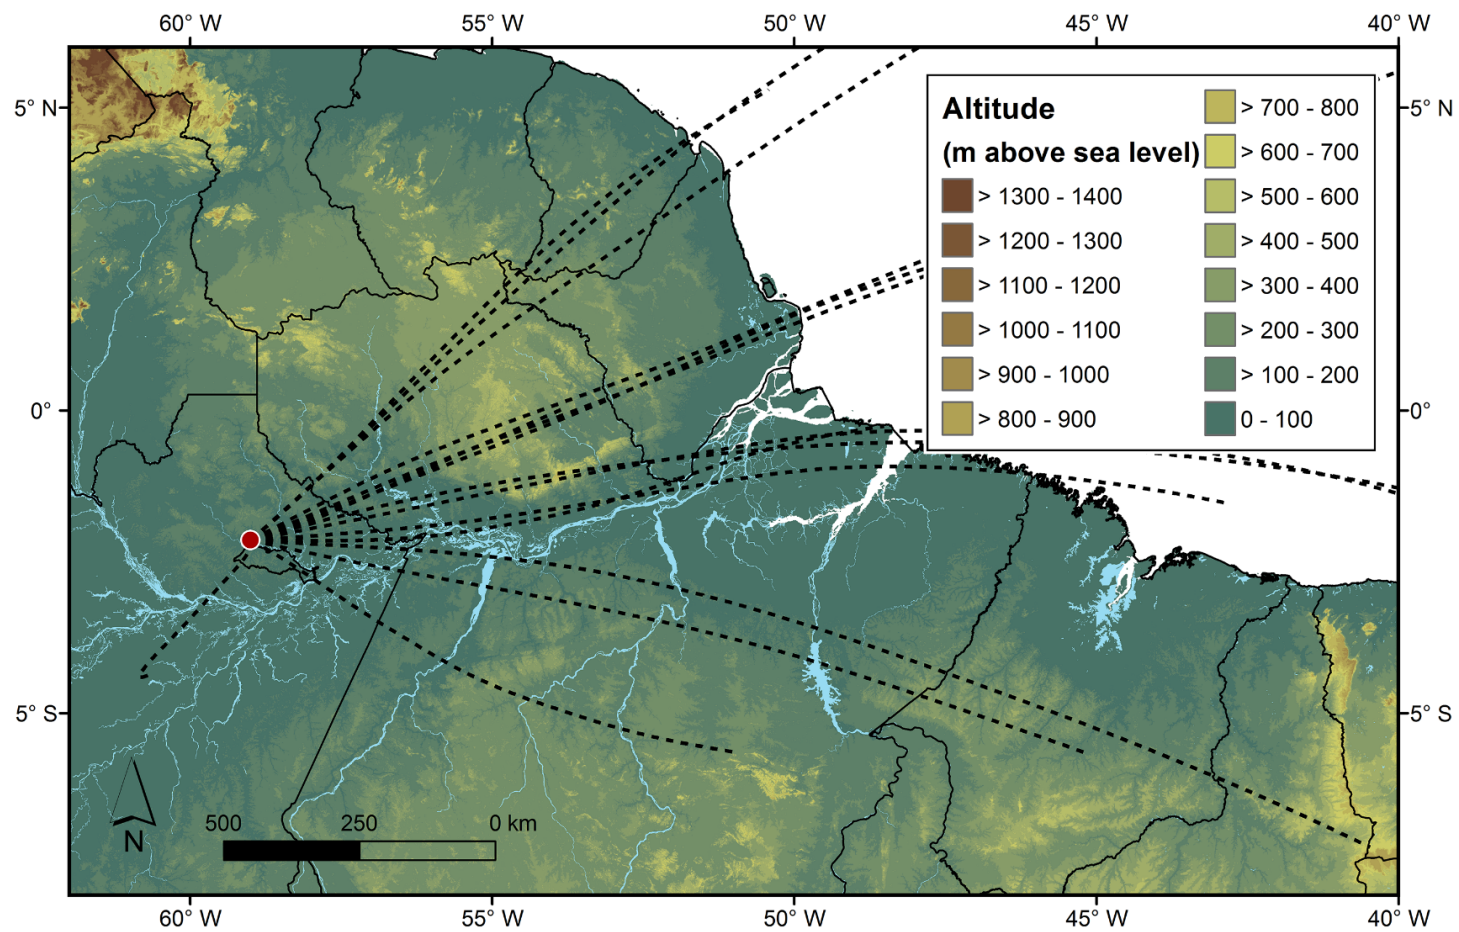 60° W 55° W 50° W 45° W 40° W
5° N 5° N
0° 0°
5° S 5° S
Altitude
(m above sea level)
> 1300 - 1400
> 1200 - 1300
> 1100 - 1200
> 1000 - 1100
> 900 - 1000
> 800 - 900
> 700 - 800
> 600 - 700
> 500 - 600
> 400 - 500
> 300 - 400
> 200 - 300
> 100 - 200
0 - 100
N
500 250 0 km
60° W 55° W 50° W 45° W 40° W